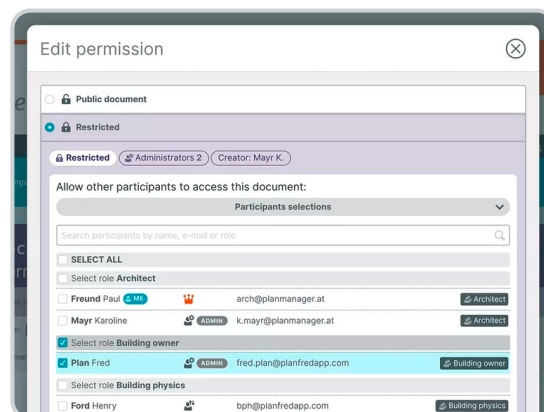 Edit permission
Public document
Restricted
Restricted Administrators 2 Creator: Mayr K.
Allow other participants to access this document:
Participants selections
Search participants by name, e-mail or role
SELECT ALL
Select role Architect
Freund Paul ME arch@planmanager.at Architect
Mayr Karoline ADMIN k.mayr@planmanager.at Architect
Select role Building owner
Plan Fred ADMIN fred.plan@planfredapp.com Building owner
Select role Building physics
Ford Henry bph@planfredapp.com Building physics